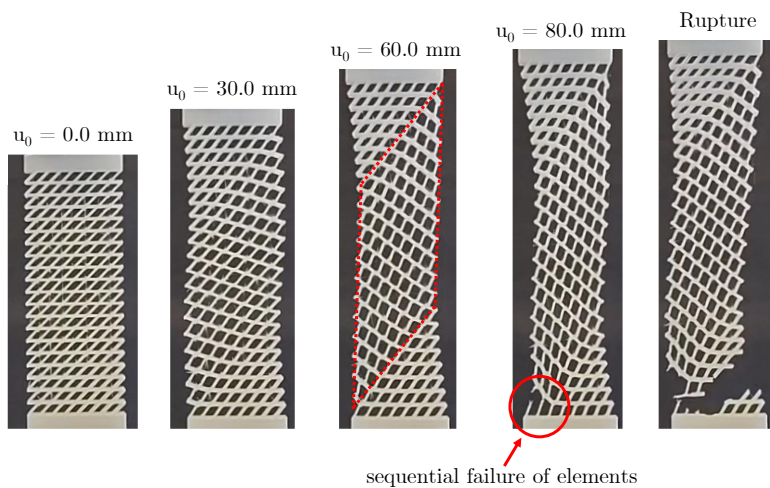 u₀ = 0.0 mm
u₀ = 30.0 mm
u₀ = 60.0 mm
u₀ = 80.0 mm
Rupture
sequential failure of elements